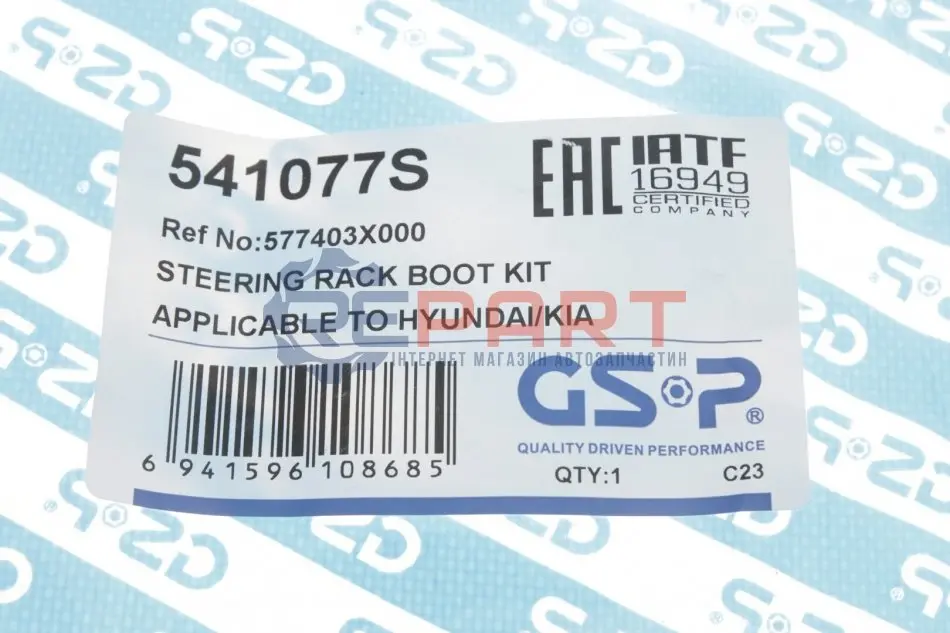 541077S
EAC
IATF
16949
CERTIFIED
COMPANY
Ref No:577403X000
STEERING RACK BOOT KIT
APPLICABLE TO HYUNDAI/KIA
REPART
ІНТЕРНЕТ МАГАЗИН АВТОЗАПЧАСТИН
GSP®
QUALITY DRIVEN PERFORMANCE
6 941596 108685
QTY:1
C23